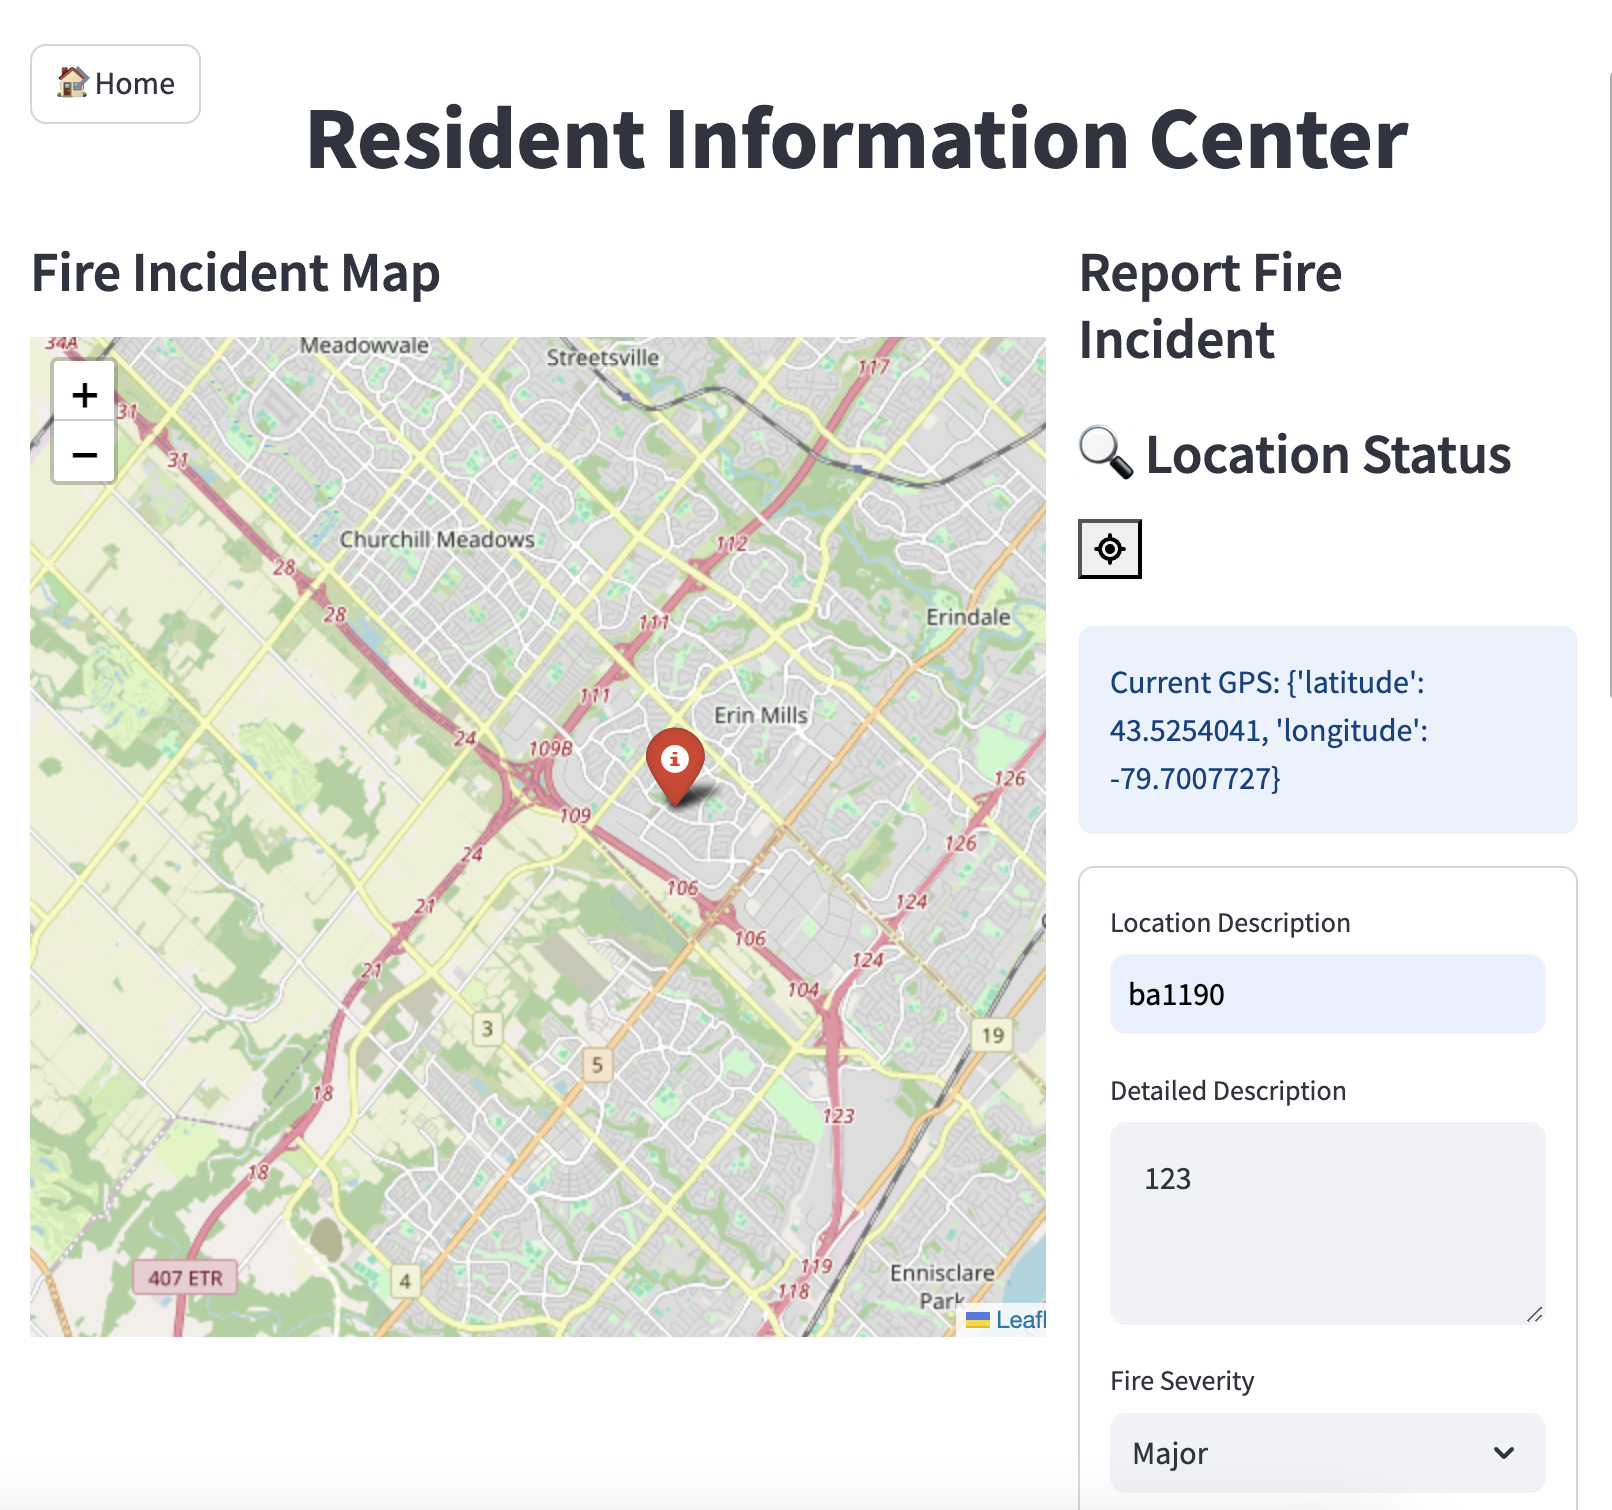 Home
Resident Information Center
Fire Incident Map
Report Fire
Incident
Location Status
Current GPS: {'latitude':
43.5254041, 'longitude':
-79.7007727}
Location Description
ba1190
Detailed Description
123
Fire Severity
Major
+
−
34A
Meadowvale
Streetsville
117
31
31
Churchill Meadows
112
28
28
111
Erindale
111
Erin Mills
24
109B
126
109
126
24
106
124
21
106
124
21
104
3
19
5
18
123
18
119
407 ETR
4
118
Ennisclare
Park
Leafl